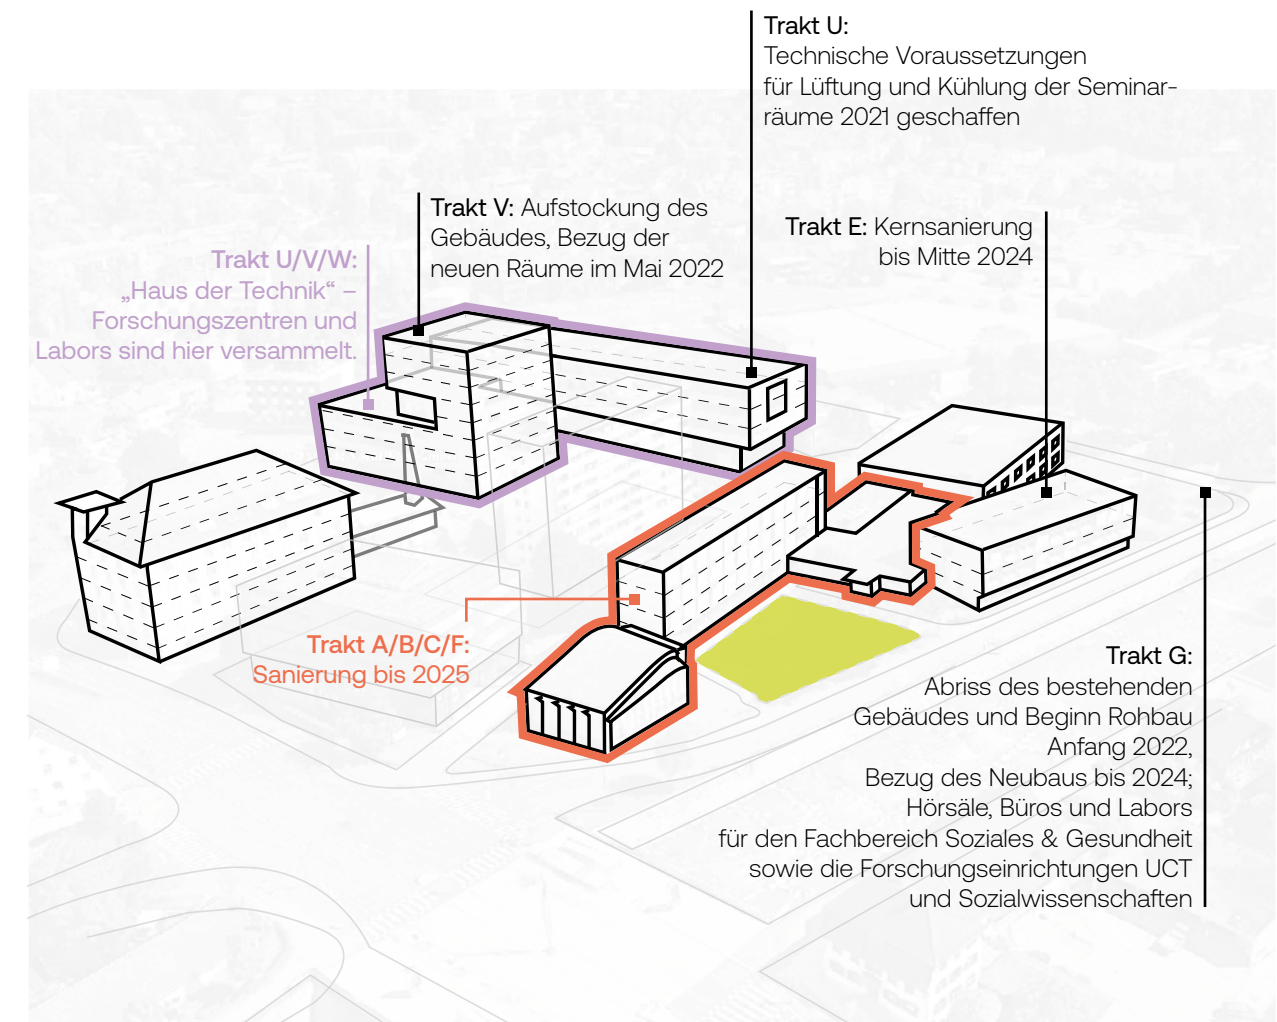 Trakt U:
Technische Voraussetzungen
für Lüftung und Kühlung der Seminar-
räume 2021 geschaffen
Trakt V: Aufstockung des
Gebäudes, Bezug der
neuen Räume im Mai 2022
Trakt E: Kernsanierung
bis Mitte 2024
Trakt U/V/W:
„Haus der Technik“ –
Forschungszentren und
Labors sind hier versammelt.
Trakt A/B/C/F:
Sanierung bis 2025
Trakt G:
Abriss des bestehenden
Gebäudes und Beginn Rohbau
Anfang 2022,
Bezug des Neubaus bis 2024;
Hörsäle, Büros und Labors
für den Fachbereich Soziales & Gesundheit
sowie die Forschungseinrichtungen UCT
und Sozialwissenschaften